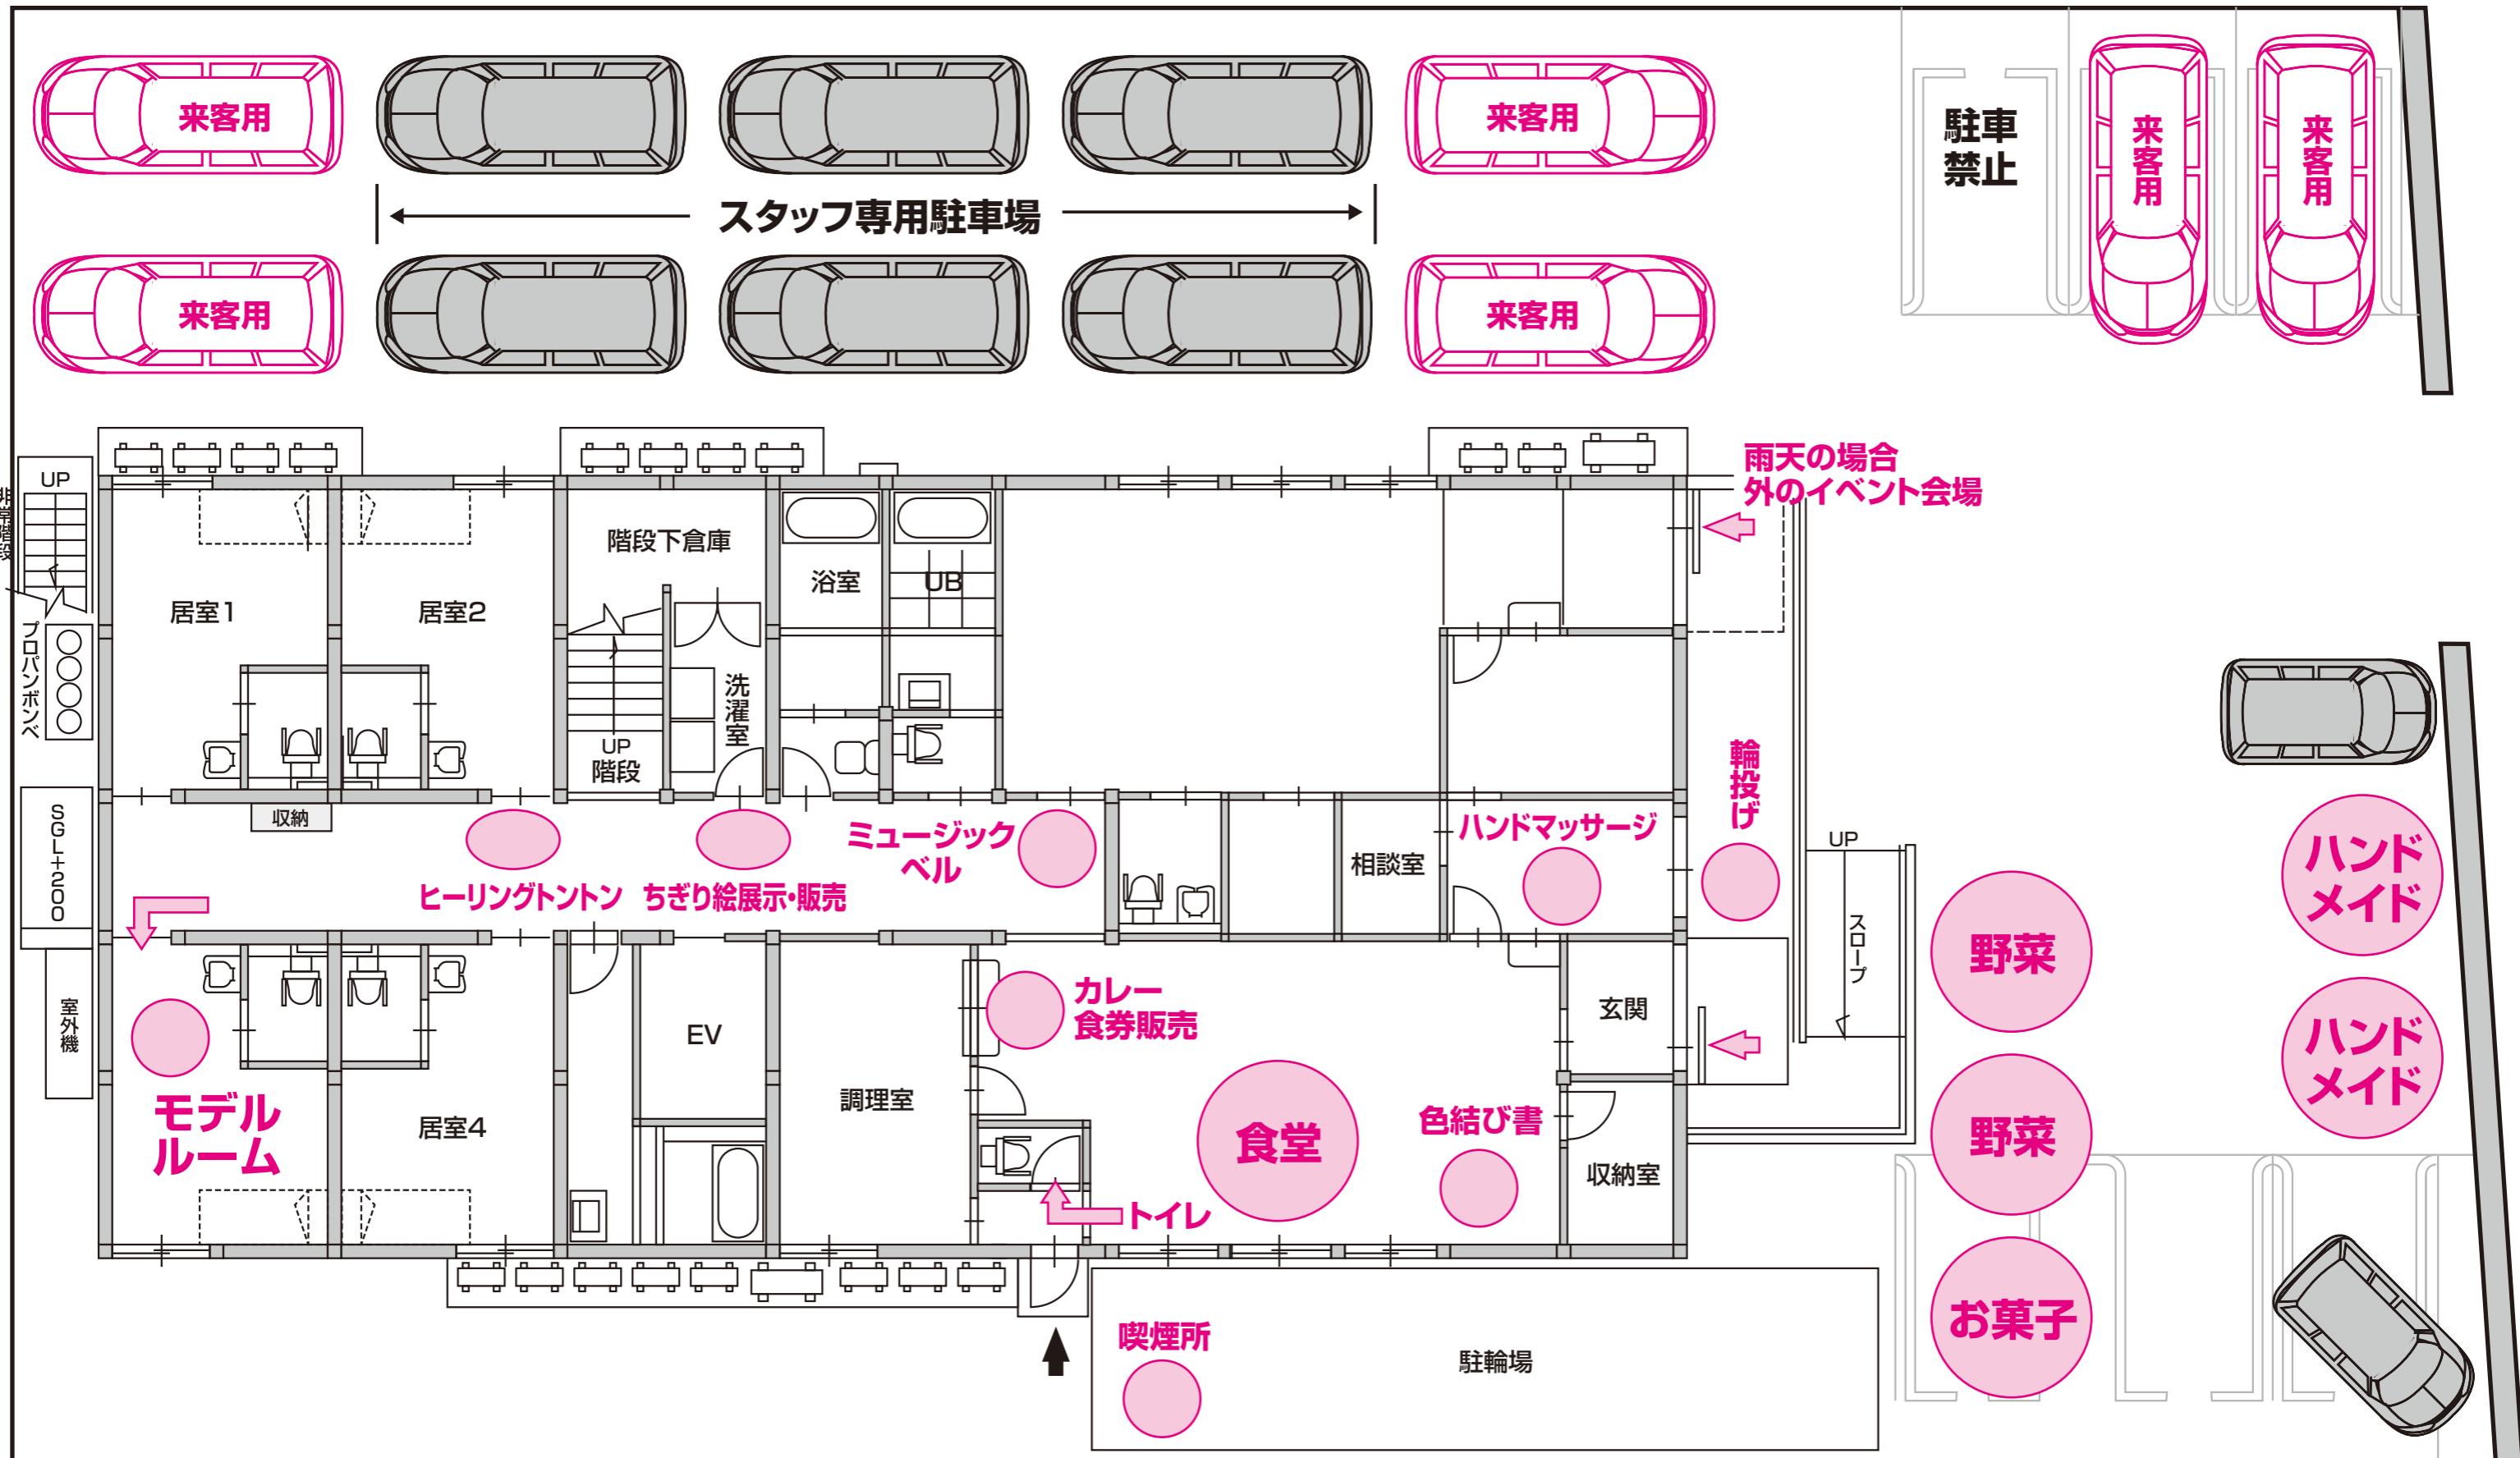 来客用
来客用
駐車
禁止
来客用
来客用
スタッフ専用駐車場
来客用
来客用
雨天の場合
外のイベント会場
UP
非常階段
階段下倉庫
浴室
UB
居室1
居室2
プロパンボンベ
洗濯室
UP
階段
輪投げ
SGL+200
収納
ミュージック
ベル
ハンドマッサージ
相談室
UP
ハンド
メイド
ヒーリングトントン
ちぎり絵展示・販売
スロープ
野菜
カレー
食券販売
玄関
室外機
EV
ハンド
メイド
モデル
ルーム
居室4
調理室
食堂
色結び書
野菜
収納室
トイレ
お菓子
喫煙所
駐輪場